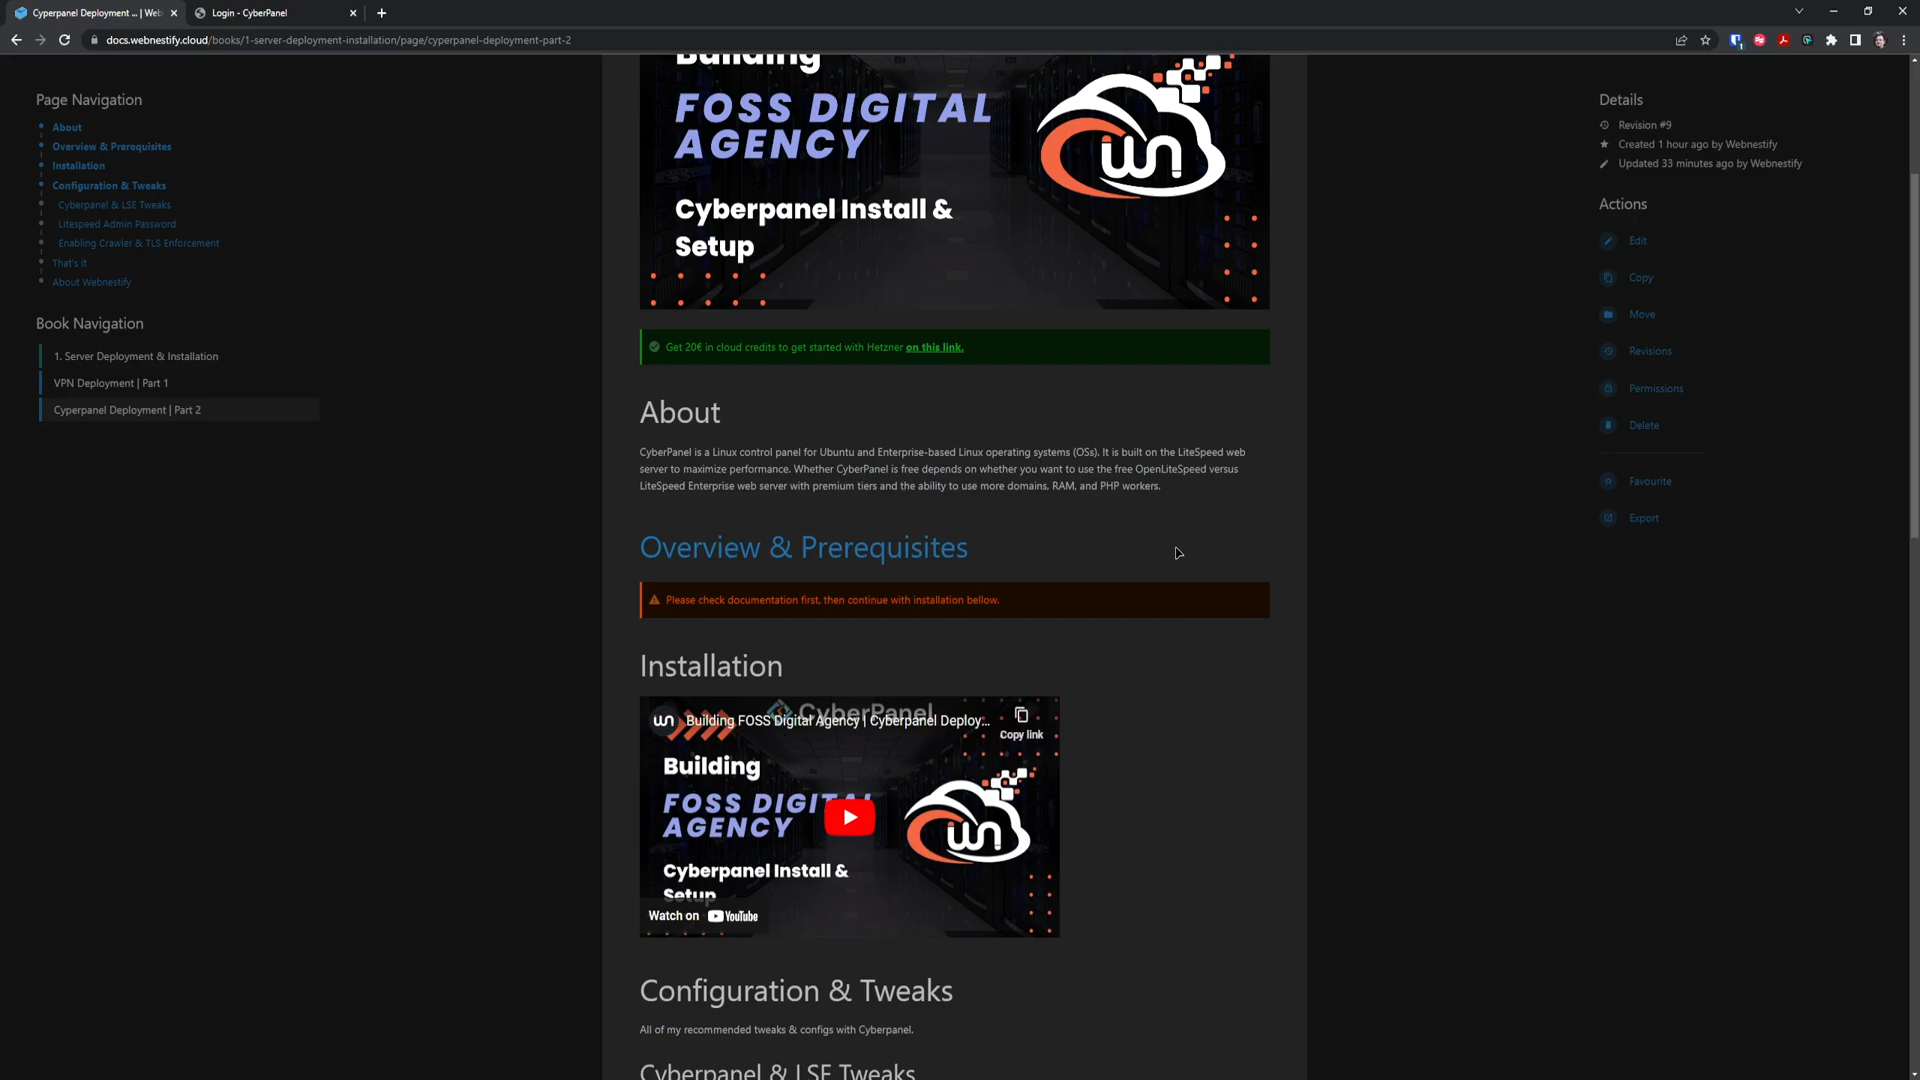 Cyperpanel Deployment ... | Web
Login - CyberPanel
docs.webnestify.cloud/books/1-server-deployment-installation/page/cyperpanel-deployment-part-2
Page Navigation
About
Overview & Prerequisites
Installation
Configuration & Tweaks
Cyberpanel & LSE Tweaks
Litespeed Admin Password
Enabling Crawler & TLS Enforcement
That's it
About Webnestify
Book Navigation
1. Server Deployment & Installation
VPN Deployment | Part 1
Cyperpanel Deployment | Part 2
Building
FOSS DIGITAL
AGENCY
Cyberpanel Install &
Setup
Get 20€ in cloud credits to get started with Hetzner on this link.
About
CyberPanel is a Linux control panel for Ubuntu and Enterprise-based Linux operating systems (OSs). It is built on the LiteSpeed web
server to maximize performance. Whether CyberPanel is free depends on whether you want to use the free OpenLiteSpeed versus
LiteSpeed Enterprise web server with premium tiers and the ability to use more domains, RAM, and PHP workers.
Overview & Prerequisites
Please check documentation first, then continue with installation bellow.
Installation
CyberPanel
Building FOSS Digital Agency | Cyberpanel Deploy...
Copy link
Building
FOSS DIGITAL
AGENCY
Cyberpanel Install &
Setup
Watch on YouTube
Configuration & Tweaks
All of my recommended tweaks & configs with Cyberpanel.
Cyberpanel & LSE Tweaks
Details
Revision #9
Created 1 hour ago by Webnestify
Updated 33 minutes ago by Webnestify
Actions
Edit
Copy
Move
Revisions
Permissions
Delete
Favourite
Export